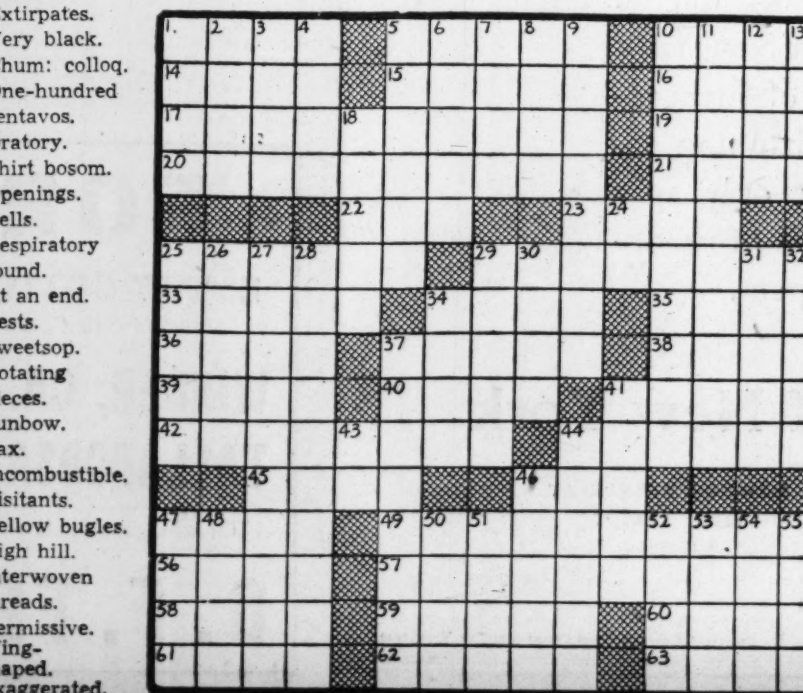 xtirpates.
ery black.
hum: colloq.
ne-hundred
entavos.
ratory.
hirt bosom.
penings.
ells.
espiratory
ound.
t an end.
ests.
weetsop.
otating
ieces.
unbow.
ax.
ncombustible.
isitants.
ellow bugles.
igh hill.
terwoven
reads.
ermissive.
ing-
aped.
xaggerated.
1. 2 3 4 5 6 7 8 9 10 11 12 13
14 15 16
17 18 19
20 21
22 23 24
25 26 27 28 29 30 31 32
33 34 35
36 37 38
39 40 41
42 43 44
45 46
47 48 49 50 51 52 53 54 55
56 57
58 59 60
61 62 63